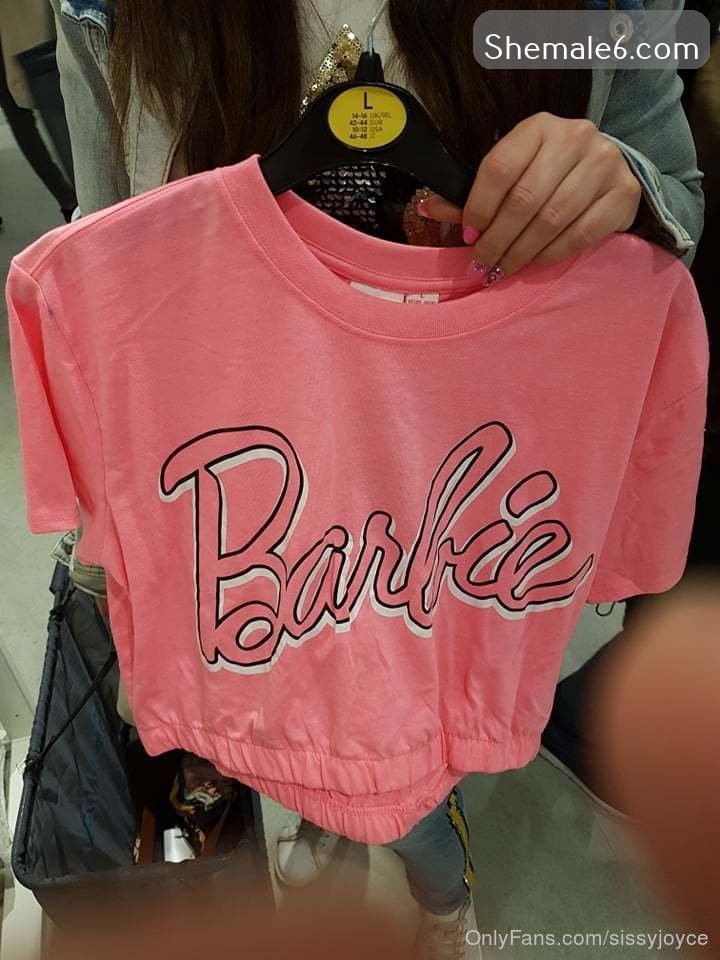 Shemale6.com
L
14-16 UK/IRL
42-44 EUR
10-12 USA
46-48 IT
L
Barbie
OnlyFans.com/sissyjoyce